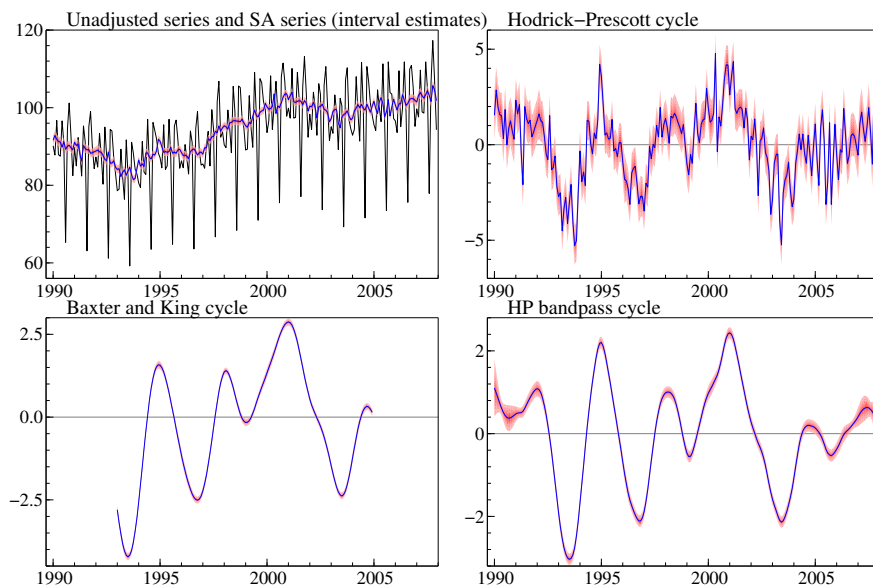 Unadjusted series and SA series (interval estimates)
120
100
80
60
1990 1995 2000 2005
Hodrick−Prescott cycle
5
0
−5
1990 1995 2000 2005
Baxter and King cycle
2.5
0.0
−2.5
1990 1995 2000 2005
HP bandpass cycle
2
0
−2
1990 1995 2000 2005